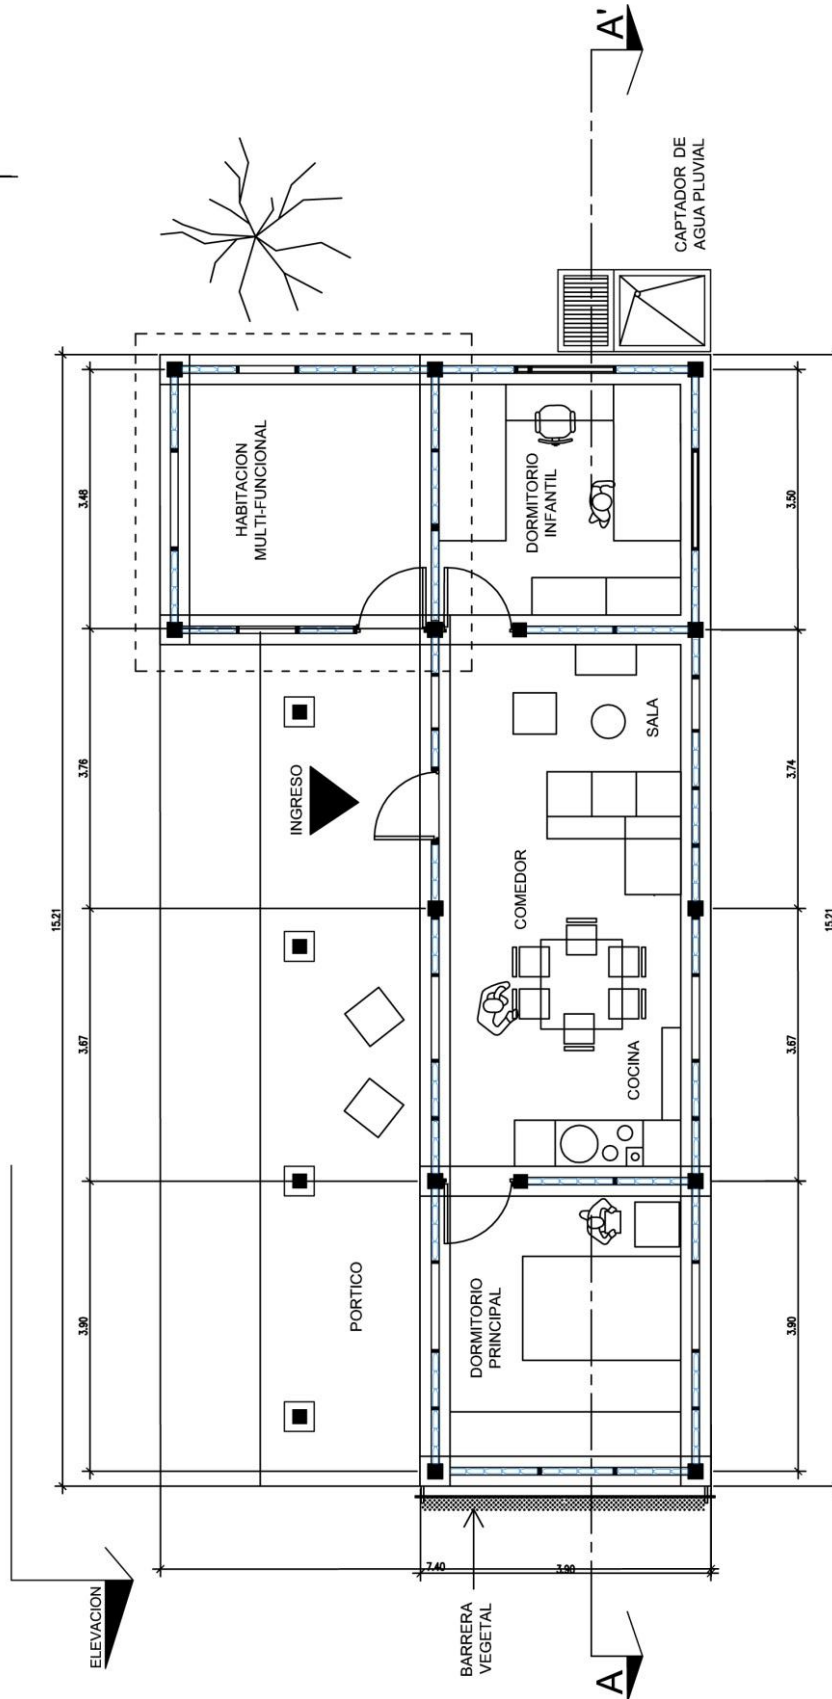 15.21
3.90
3.67
3.76
3.48
ELEVACION
HABITACION
MULTI-FUNCIONAL
INGRESO
PORTICO
7.40
BARRERA
VEGETAL
DORMITORIO
PRINCIPAL
COMEDOR
DORMITORIO
INFANTIL
COCINA
SALA
A
A'
CAPTADOR DE
AGUA PLUVIAL
3.90
3.67
3.74
3.50
15.21